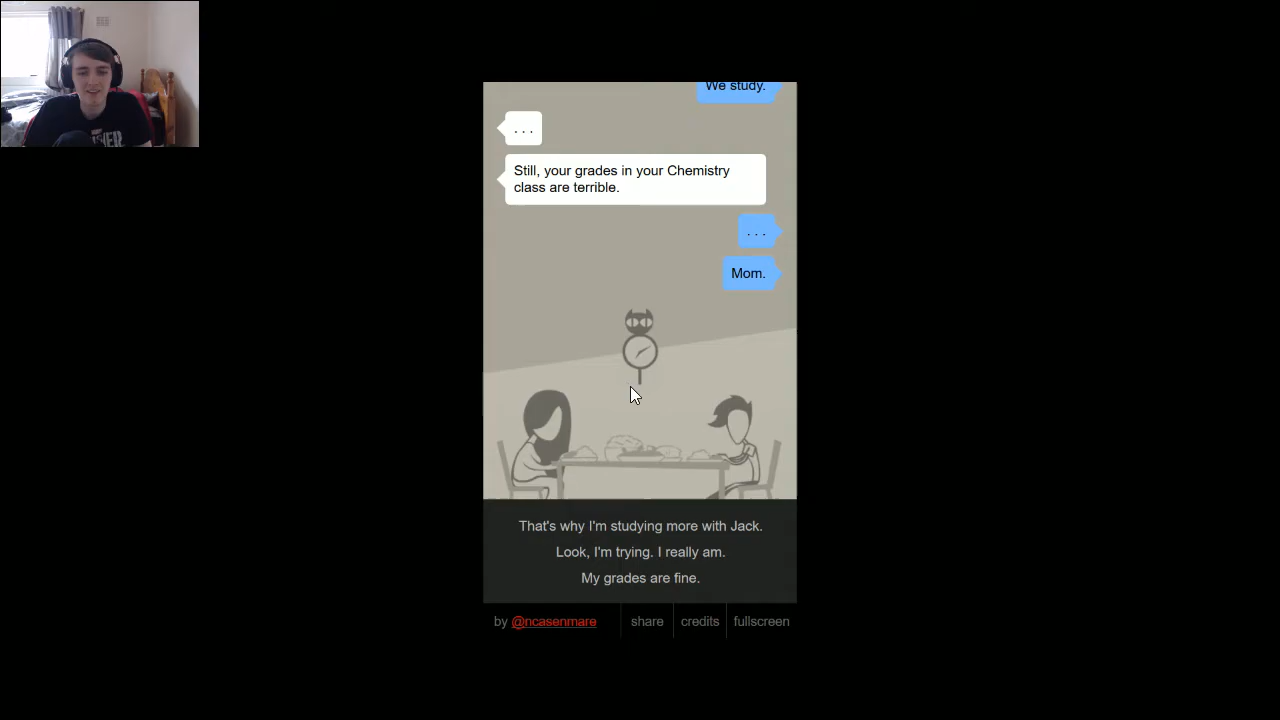 We study.
. . .
Still, your grades in your Chemistry
class are terrible.
. . .
Mom.
That's why I'm studying more with Jack.
Look, I'm trying. I really am.
My grades are fine.
by @ncasenmare share credits fullscreen